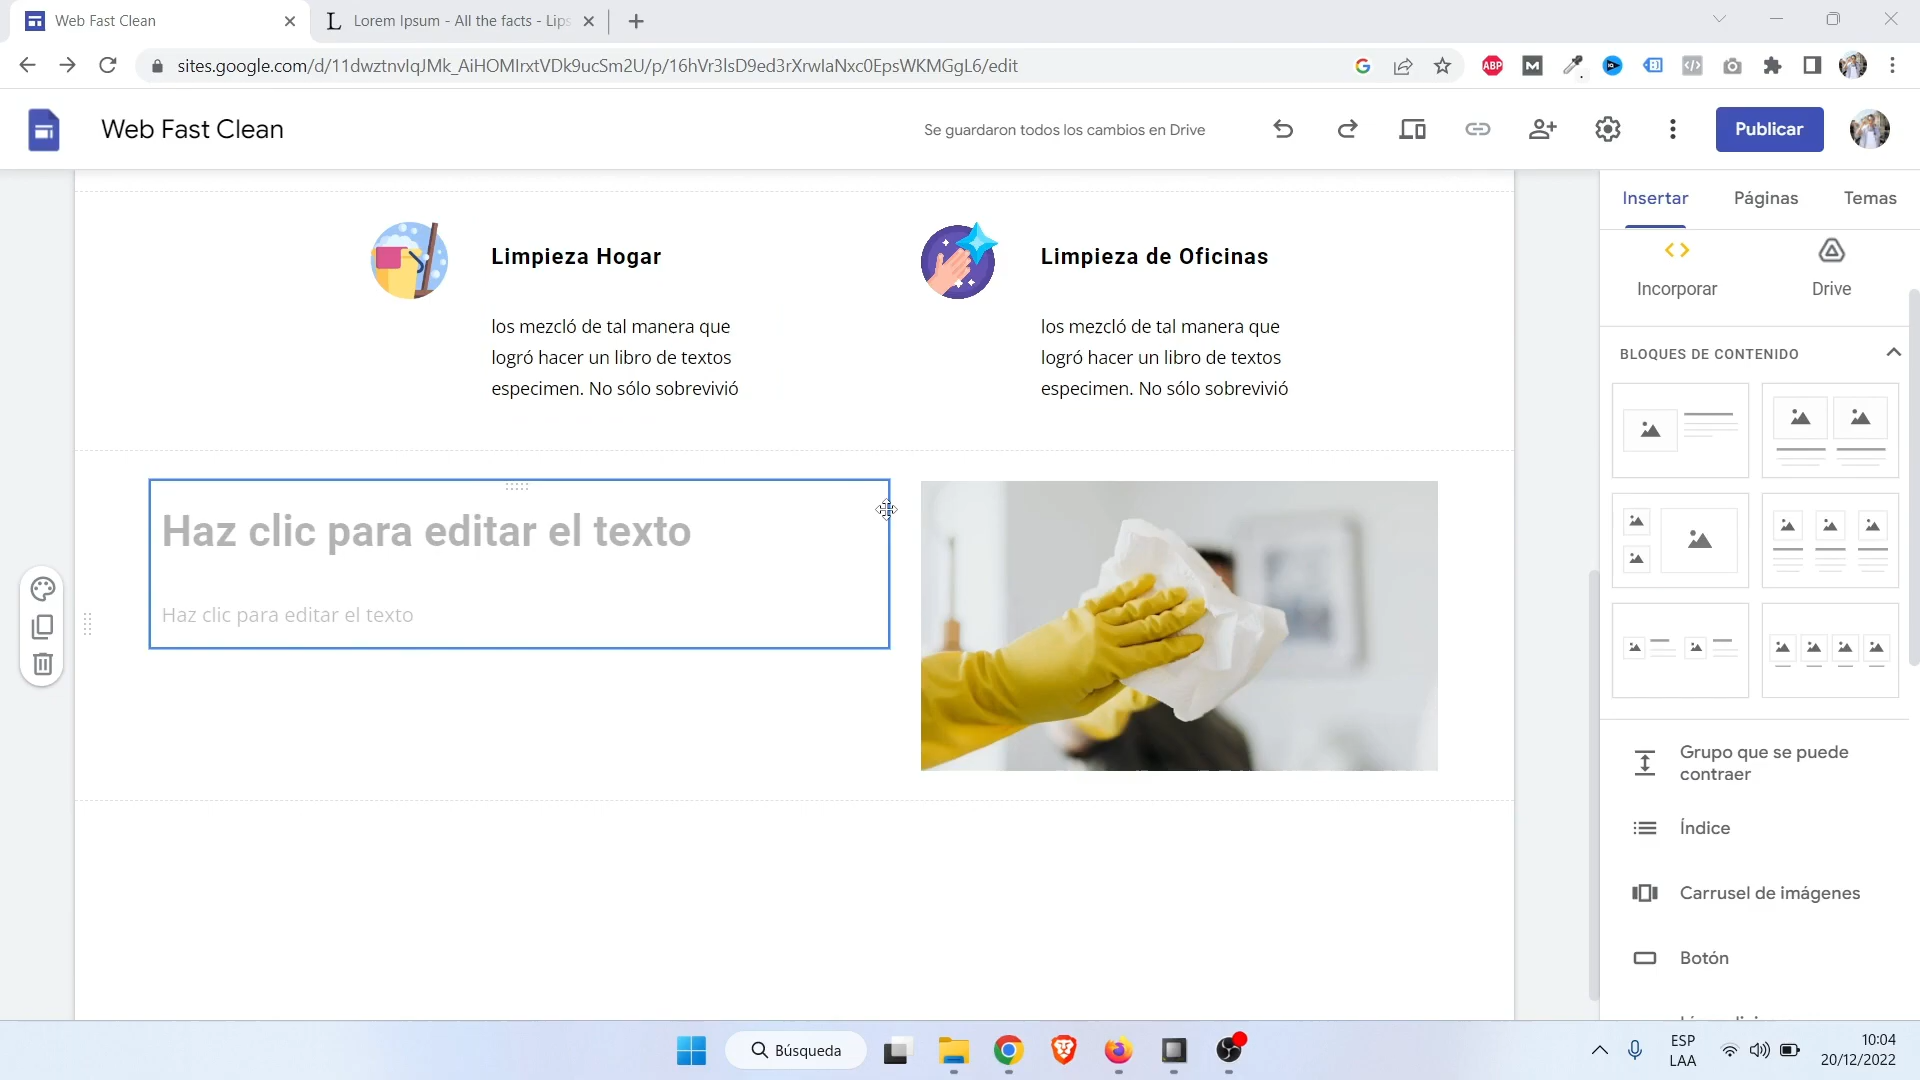 Web Fast Clean
Lorem Ipsum - All the facts - Lips
sites.google.com/d/11dwztnvlqJMk_AiHOMIrxtVDk9ucSm2U/p/16hVr3lsD9ed3rXrwlaNxc0EpsWKMGgL6/edit
ABP
Web Fast Clean
Se guardaron todos los cambios en Drive
Publicar
Insertar
Páginas
Temas
Incorporar
Drive
BLOQUES DE CONTENIDO
Limpieza Hogar
los mezcló de tal manera que
logró hacer un libro de textos
especimen. No sólo sobrevivió
Limpieza de Oficinas
los mezcló de tal manera que
logró hacer un libro de textos
especimen. No sólo sobrevivió
Haz clic para editar el texto
Haz clic para editar el texto
Grupo que se puede
contraer
Índice
Carrusel de imágenes
Botón
Búsqueda
ESP
LAA
10:04
20/12/2022